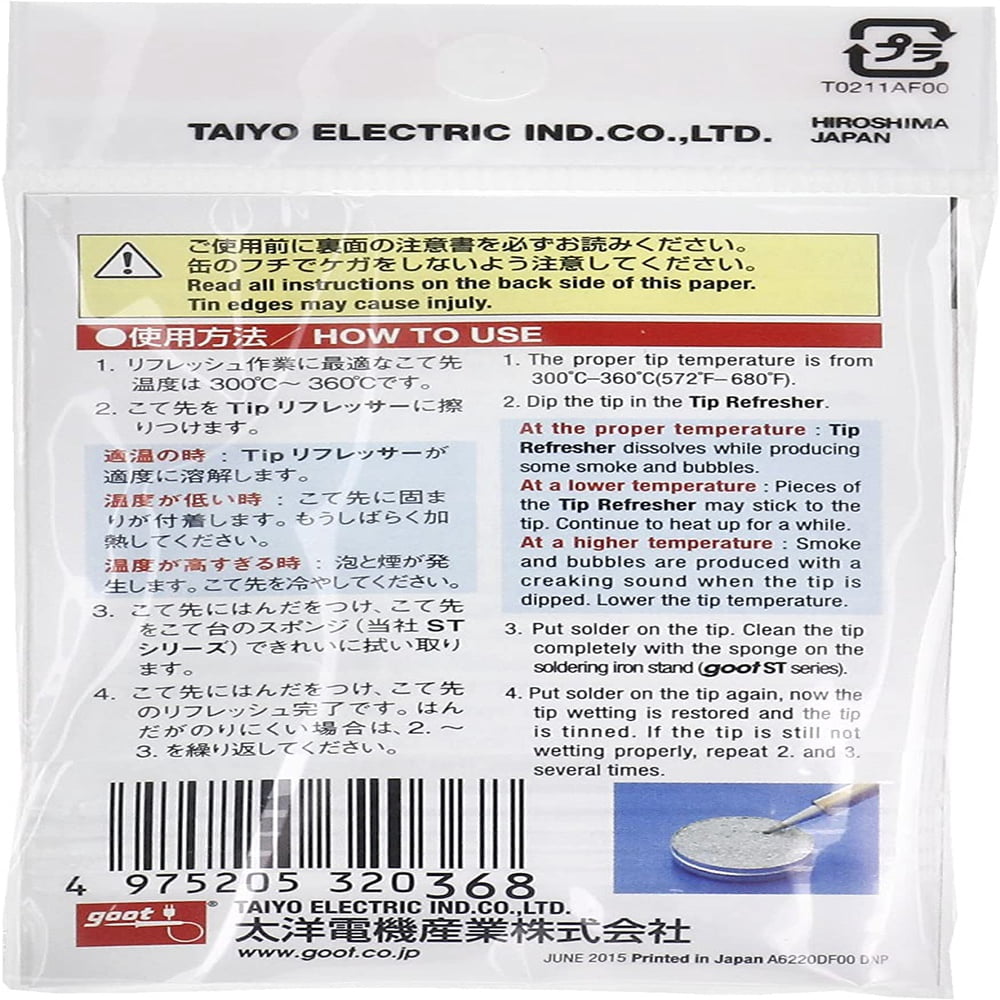 プラ
T0211AF00
TAIYO ELECTRIC IND.CO.,LTD.
HIROSHIMA
JAPAN
ご使用前に裏面の注意書を必ずお読みください。
缶のフチでケガをしないよう注意してください。
Read all instructions on the back side of this paper.
Tin edges may cause injuly.
●使用方法／HOW TO USE
1. リフレッシュ作業に最適なこて先
温度は300℃〜360℃です。
2. こて先をTipリフレッサーに擦
りつけます。
適温の時：Tipリフレッサーが
適度に溶解します。
温度が低い時：こて先に固ま
りが付着します。もうしばらく加
熱してください。
温度が高すぎる時：泡と煙が発
生します。こて先を冷やしてください。
3. こて先にはんだをつけ、こて先
をこて台のスポンジ（当社ST
シリーズ）できれいに拭い取り
ます。
4. こて先にはんだをつけ、こて先
のリフレッシュ完了です。はん
だがのりにくい場合は、2.〜
3.を繰り返してください。
1. The proper tip temperature is from
300℃–360℃(572℉–680℉).
2. Dip the tip in the Tip Refresher.
At the proper temperature : Tip
Refresher dissolves while producing
some smoke and bubbles.
At a lower temperature : Pieces of
the Tip Refresher may stick to the
tip. Continue to heat up for a while.
At a higher temperature : Smoke
and bubbles are produced with a
creaking sound when the tip is
dipped. Lower the tip temperature.
3. Put solder on the tip. Clean the tip
completely with the sponge on the
soldering iron stand (goot ST series).
4. Put solder on the tip again, now the
tip wetting is restored and the tip
is tinned. If the tip is still not
wetting properly, repeat 2. and 3.
several times.
4 975205 320368
goot®
TAIYO ELECTRIC IND.CO.,LTD.
太洋電機産業株式会社
www.goot.co.jp
JUNE 2015 Printed in Japan A6220DF00 DNP